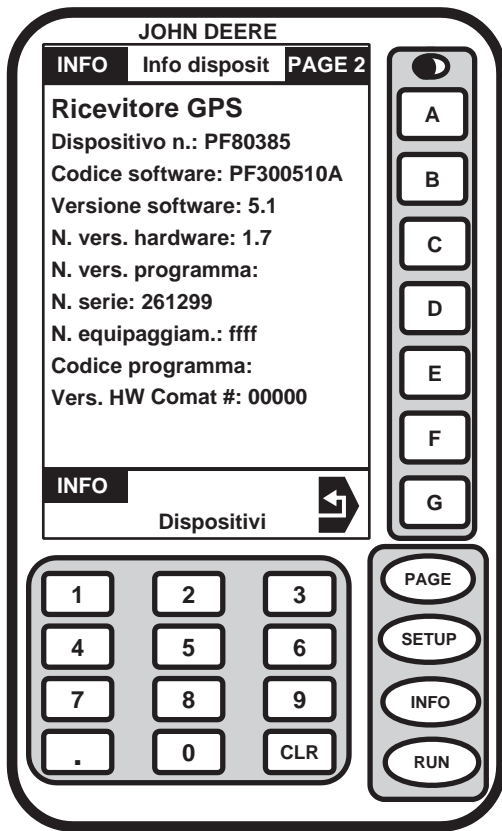 JOHN DEERE
INFO Info disposit PAGE 2
Ricevitore GPS
Dispositivo n.: PF80385
Codice software: PF300510A
Versione software: 5.1
N. vers. hardware: 1.7
N. vers. programma:
N. serie: 261299
N. equipaggiam.: ffff
Codice programma:
Vers. HW Comat #: 00000
INFO
Dispositivi
A
B
C
D
E
F
G
PAGE
SETUP
INFO
RUN
1 2 3
4 5 6
7 8 9
. 0 CLR